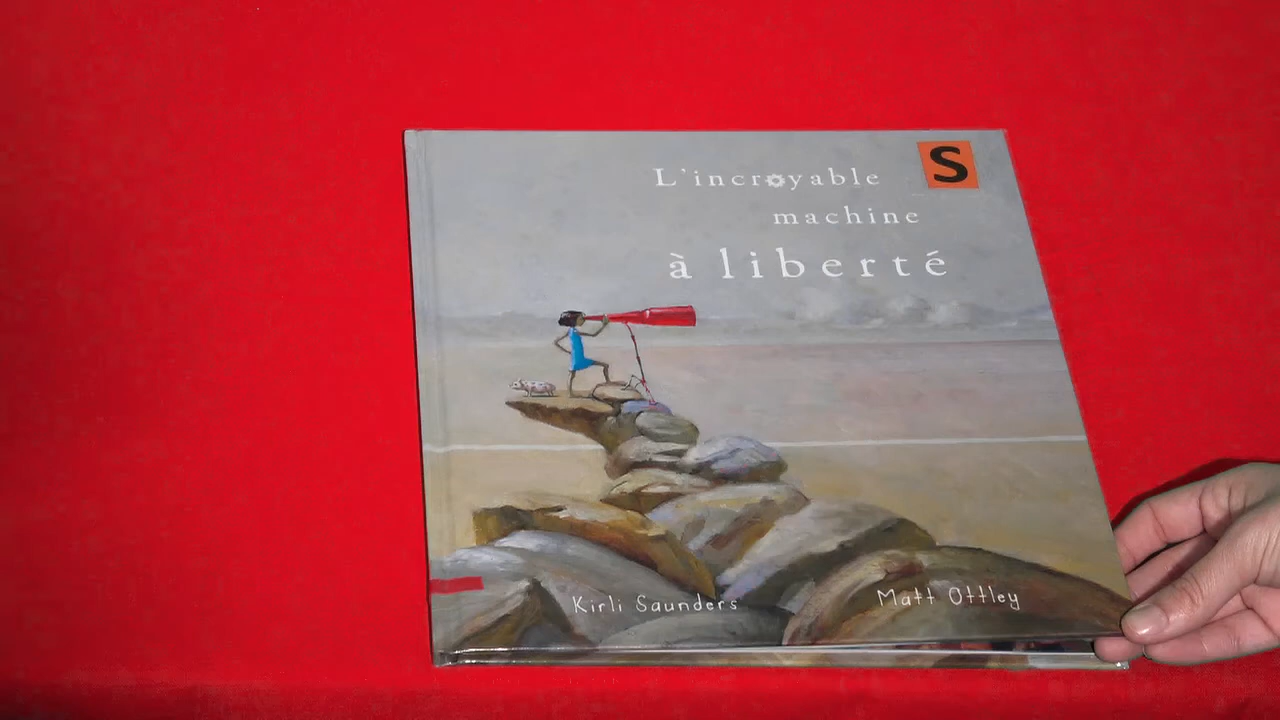 L'incroyable
S
machine
à liberté
Kirli Saunders
Matt Ottley